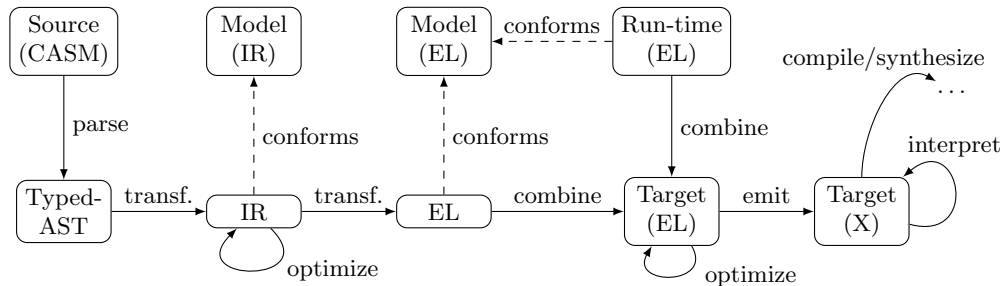 Source
(CASM)
Model
(IR)
Model
(EL)
conforms
Run-time
(EL)
compile/synthesize
...
parse
conforms
conforms
combine
interpret
Typed-
AST
transf.
IR
transf.
EL
combine
Target
(EL)
emit
Target
(X)
optimize
optimize